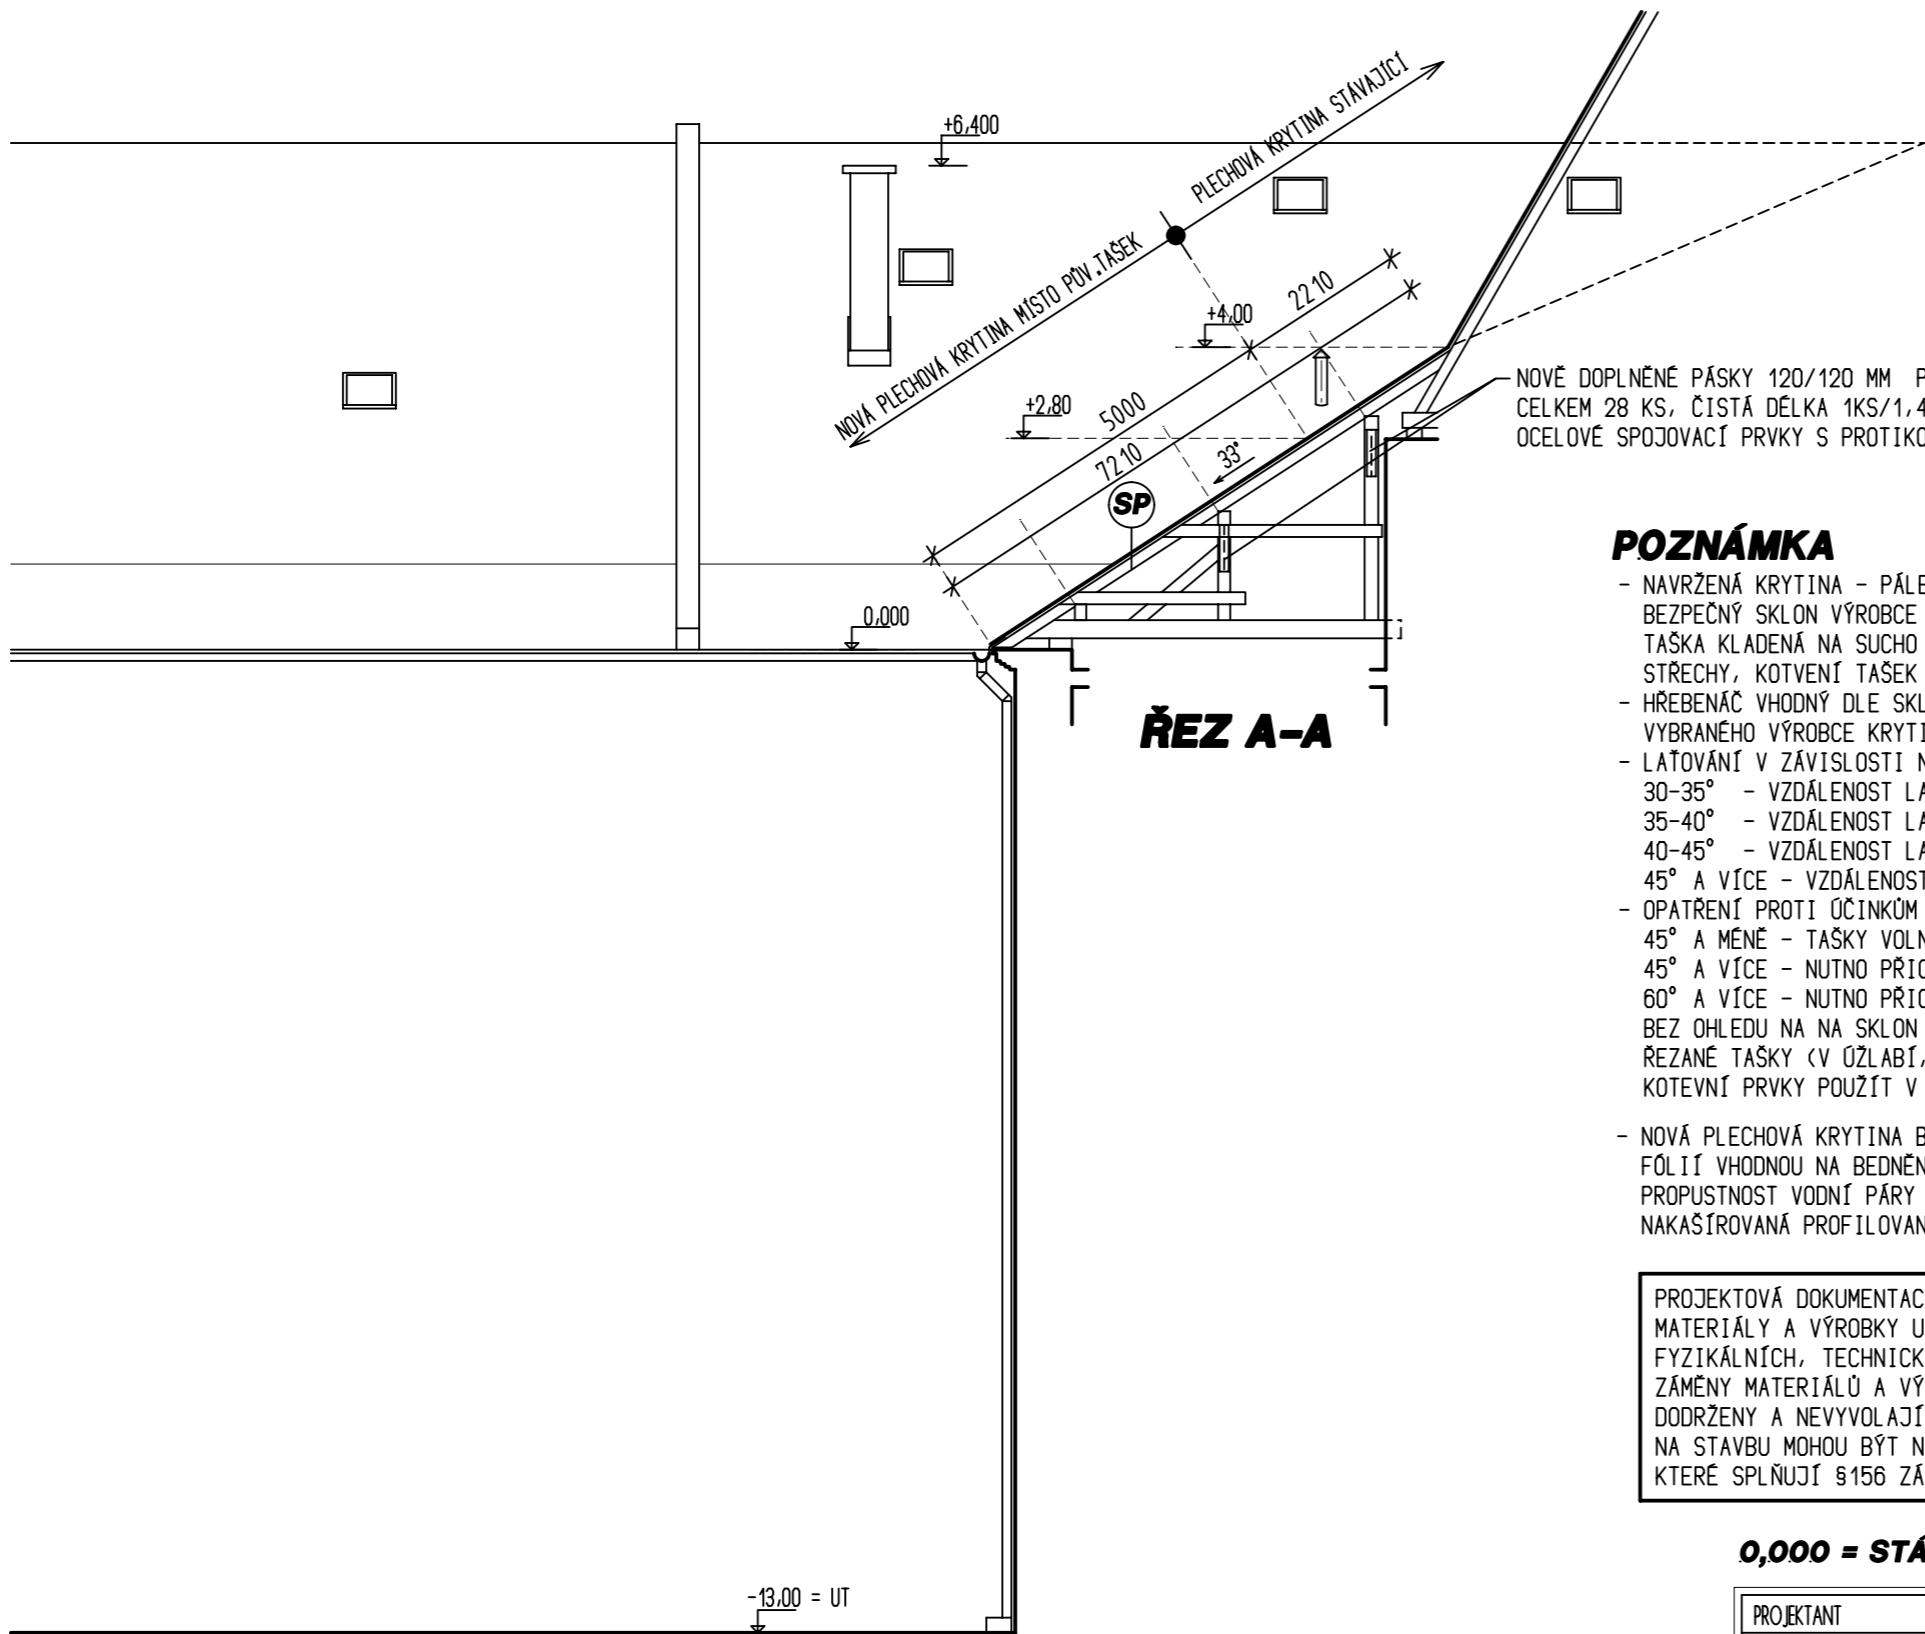 +6,400
PLECHOVÁ KRYTINA STÁVAJÍCÍ
NOVÁ PLECHOVÁ KRYTINA MÍSTO PŮV.TAŠEK
2210
+4,00
5000
+2,80
7210
33°
SP
0,000
ŘEZ A-A
-13,00 = UT
NOVĚ DOPLNĚNÉ PÁSKY 120/120 MM P
CELKEM 28 KS, ČISTÁ DÉLKA 1KS/1,4
OCELOVÉ SPOJOVACÍ PRVKY S PROTIKO
POZNÁMKA
- NAVRŽENÁ KRYTINA - PÁLE
BEZPEČNÝ SKLON VÝROBCE
TAŠKA KLADENÁ NA SUCHO
STŘECHY, KOTVENÍ TAŠEK
- HŘEBENÁČ VHODNÝ DLE SKL
VYBRANÉHO VÝROBCE KRYTI
- LAŤOVÁNÍ V ZÁVISLOSTI N
30-35° - VZDÁLENOST LA
35-40° - VZDÁLENOST LA
40-45° - VZDÁLENOST LA
45° A VÍCE - VZDÁLENOST
- OPATŘENÍ PROTI ÚČINKŮM
45° A MÉNĚ - TAŠKY VOLN
45° A VÍCE - NUTNO PŘIC
60° A VÍCE - NUTNO PŘIC
BEZ OHLEDU NA NA SKLON
ŘEZANÉ TAŠKY (V ÚŽLABÍ,
KOTEVNÍ PRVKY POUŽÍT V
- NOVÁ PLECHOVÁ KRYTINA B
FÓLIÍ VHODNOU NA BEDNĚN
PROPUSTNOST VODNÍ PÁRY
NAKAŠÍROVANÁ PROFILOVAN
PROJEKTOVÁ DOKUMENTAC
MATERIÁLY A VÝROBKY U
FYZIKÁLNÍCH, TECHNICK
ZÁMĚNY MATERIÁLŮ A VÝ
DODRŽENY A NEVYVOLAJÍ
NA STAVBU MOHOU BÝT N
KTERÉ SPLŇUJÍ §156 ZÁ
0,000 = STÁ
PROJEKTANT